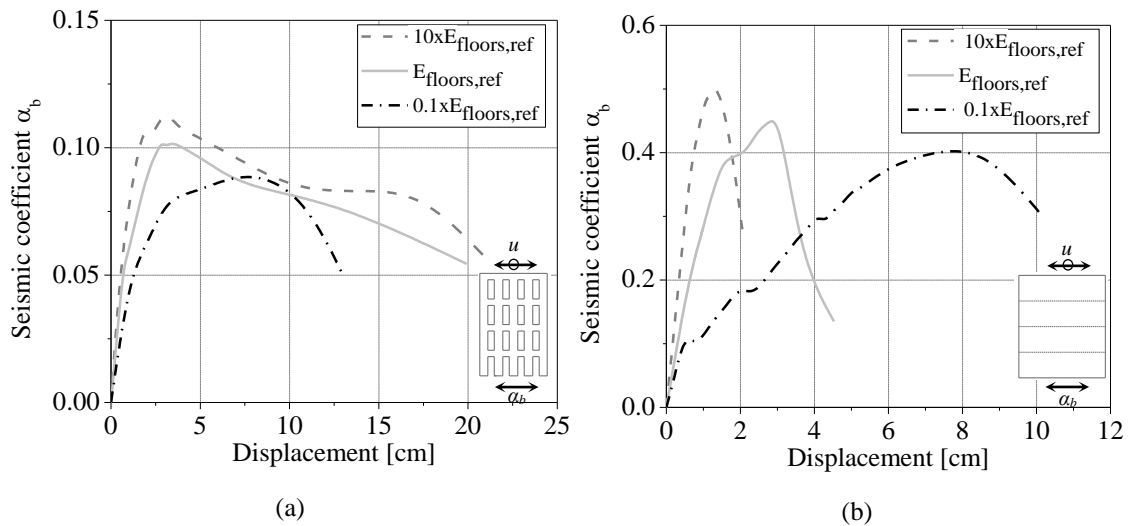 0.15
0.10
0.05
0.00
Seismic coefficient α_b
10xE_floors,ref
E_floors,ref
0.1xE_floors,ref
u
α_b
0 5 10 15 20 25
Displacement [cm]
(a)
0.6
0.4
0.2
0.0
Seismic coefficient α_b
10xE_floors,ref
E_floors,ref
0.1xE_floors,ref
u
α_b
0 2 4 6 8 10 12
Displacement [cm]
(b)